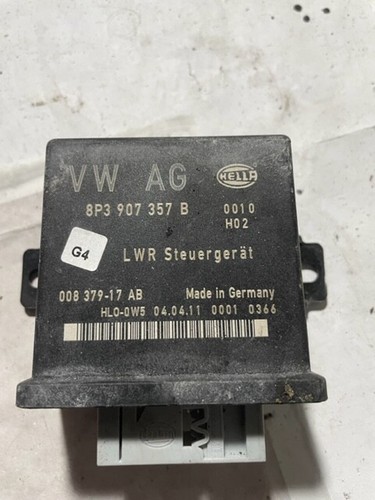 VW AG HELLA
8P3 907 357 B 0010
H02
G4
LWR Steuergerät
008 379-17 AB Made in Germany
HLO-0W5 04.04.11 0001 0366